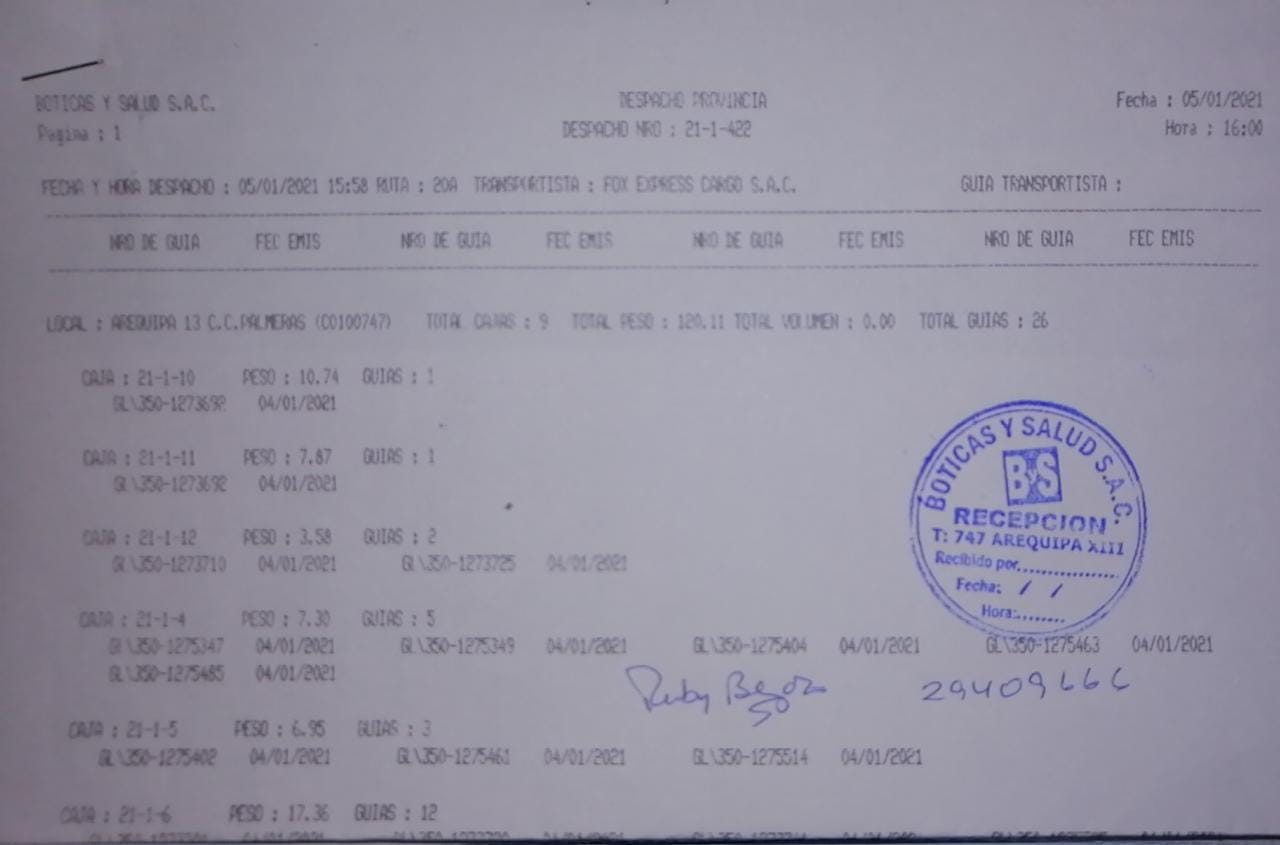 BOTICAS Y SALUD S.A.C. DESPACHO PROVINCIA Fecha : 05/01/2021
Pagina : 1 DESPACHO NRO : 21-1-422 Hora : 16:00
FECHA Y HORA DESPACHO : 05/01/2021 15:58 RUTA : 20A TRANSPORTISTA : FOX EXPRESS CARGO S.A.C. GUIA TRANSPORTISTA :
NRO DE GUIA FEC EMIS NRO DE GUIA FEC EMIS NRO DE GUIA FEC EMIS NRO DE GUIA FEC EMIS
LOCAL : AREQUIPA 13 C.C.PALMERAS (C0100747) TOTAL CAJAS : 9 TOTAL PESO : 120.11 TOTAL VOLUMEN : 0.00 TOTAL GUIAS : 26
CAJA : 21-1-10 PESO : 10.74 GUIAS : 1
GL\350-1273692 04/01/2021
CAJA : 21-1-11 PESO : 7.87 GUIAS : 1
GL\350-1273692 04/01/2021
CAJA : 21-1-12 PESO : 3.58 GUIAS : 2
GL\350-1273710 04/01/2021 GL\350-1273725 04/01/2021
CAJA : 21-1-4 PESO : 7.30 GUIAS : 5
GL\350-1275347 04/01/2021 GL\350-1275349 04/01/2021 GL\350-1275404 04/01/2021 GL\350-1275463 04/01/2021
GL\350-1275485 04/01/2021
CAJA : 21-1-5 PESO : 6.95 GUIAS : 3
GL\350-1275402 04/01/2021 GL\350-1275461 04/01/2021 GL\350-1275514 04/01/2021
CAJA : 21-1-6 PESO : 17.36 GUIAS : 12
BOTICAS Y SALUD S.A.C.
BYS
RECEPCION
T: 747 AREQUIPA XIII
Recibido por..............
Fecha: / /
Hora:.......
29409666